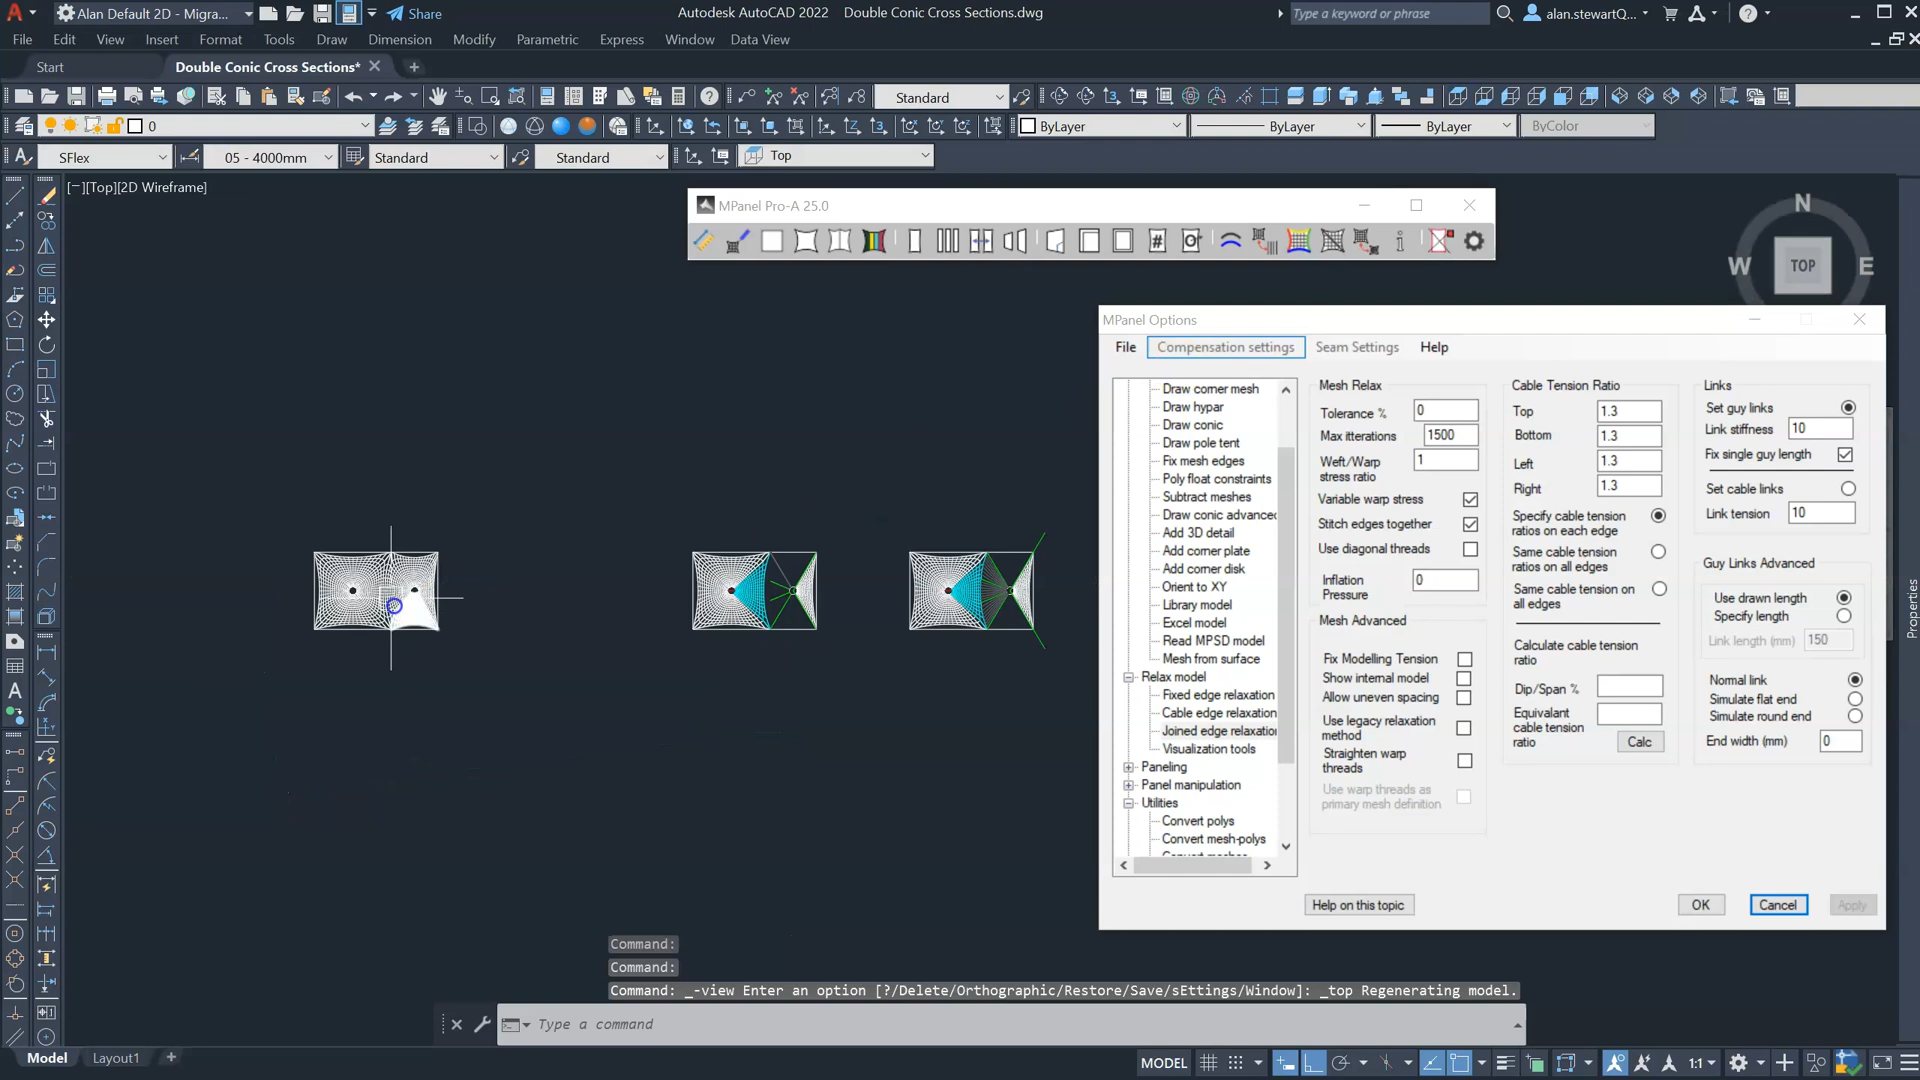 Alan Default 2D - Migra...
Share
Autodesk AutoCAD 2022 Double Conic Cross Sections.dwg
Type a keyword or phrase
alan.stewartQ...
File Edit View Insert Format Tools Draw Dimension Modify Parametric Express Window Data View
Start
Double Conic Cross Sections*
Standard
0
ByLayer
ByLayer
ByLayer
ByColor
SFlex
05 - 4000mm
Standard
Standard
Top
[−][Top][2D Wireframe]
MPanel Pro-A 25.0
N
W
TOP
E
MPanel Options
File Compensation settings Seam Settings Help
Draw corner mesh
Draw hypar
Draw conic
Draw pole tent
Fix mesh edges
Poly float constraints
Subtract meshes
Draw conic advanced
Add 3D detail
Add corner plate
Add corner disk
Orient to XY
Library model
Excel model
Read MPSD model
Mesh from surface
Relax model
Fixed edge relaxation
Cable edge relaxation
Joined edge relaxatio
Visualization tools
Paneling
Panel manipulation
Utilities
Convert polys
Convert mesh-polys
Mesh Relax
Tolerance % 0
Max itterations 1500
Weft/Warp
stress ratio 1
Variable warp stress
Stitch edges together
Use diagonal threads
Inflation
Pressure 0
Mesh Advanced
Fix Modelling Tension
Show internal model
Allow uneven spacing
Use legacy relaxation
method
Straighten warp
threads
Use warp threads as
primary mesh definition
Cable Tension Ratio
Top 1.3
Bottom 1.3
Left 1.3
Right 1.3
Specify cable tension
ratios on each edge
Same cable tension
ratios on all edges
Same cable tension on
all edges
Calculate cable tension
ratio
Dip/Span %
Equivalant
cable tension
ratio
Calc
Links
Set guy links
Link stiffness 10
Fix single guy length
Set cable links
Link tension 10
Guy Links Advanced
Use drawn length
Specify length
Link length (mm) 150
Normal link
Simulate flat end
Simulate round end
End width (mm) 0
Help on this topic
OK
Cancel
Apply
Properties
Command:
Command:
Command: _-view Enter an option [?/Delete/Orthographic/Restore/Save/sEttings/Window]: _top Regenerating model.
Type a command
Model
Layout1
MODEL
1:1